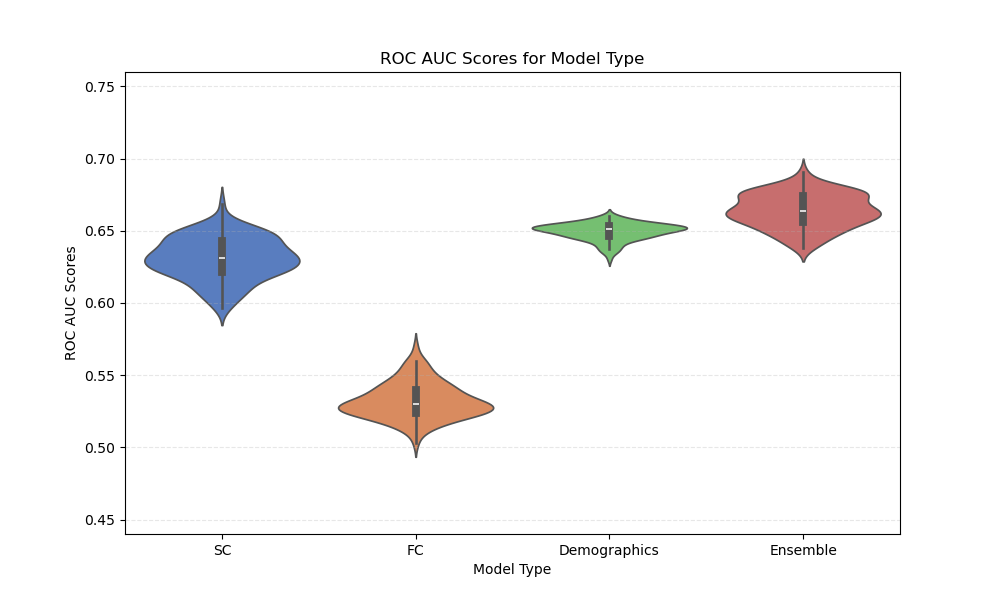 ROC AUC Scores for Model Type
ROC AUC Scores
0.75
0.70
0.65
0.60
0.55
0.50
0.45
SC FC Demographics Ensemble
Model Type